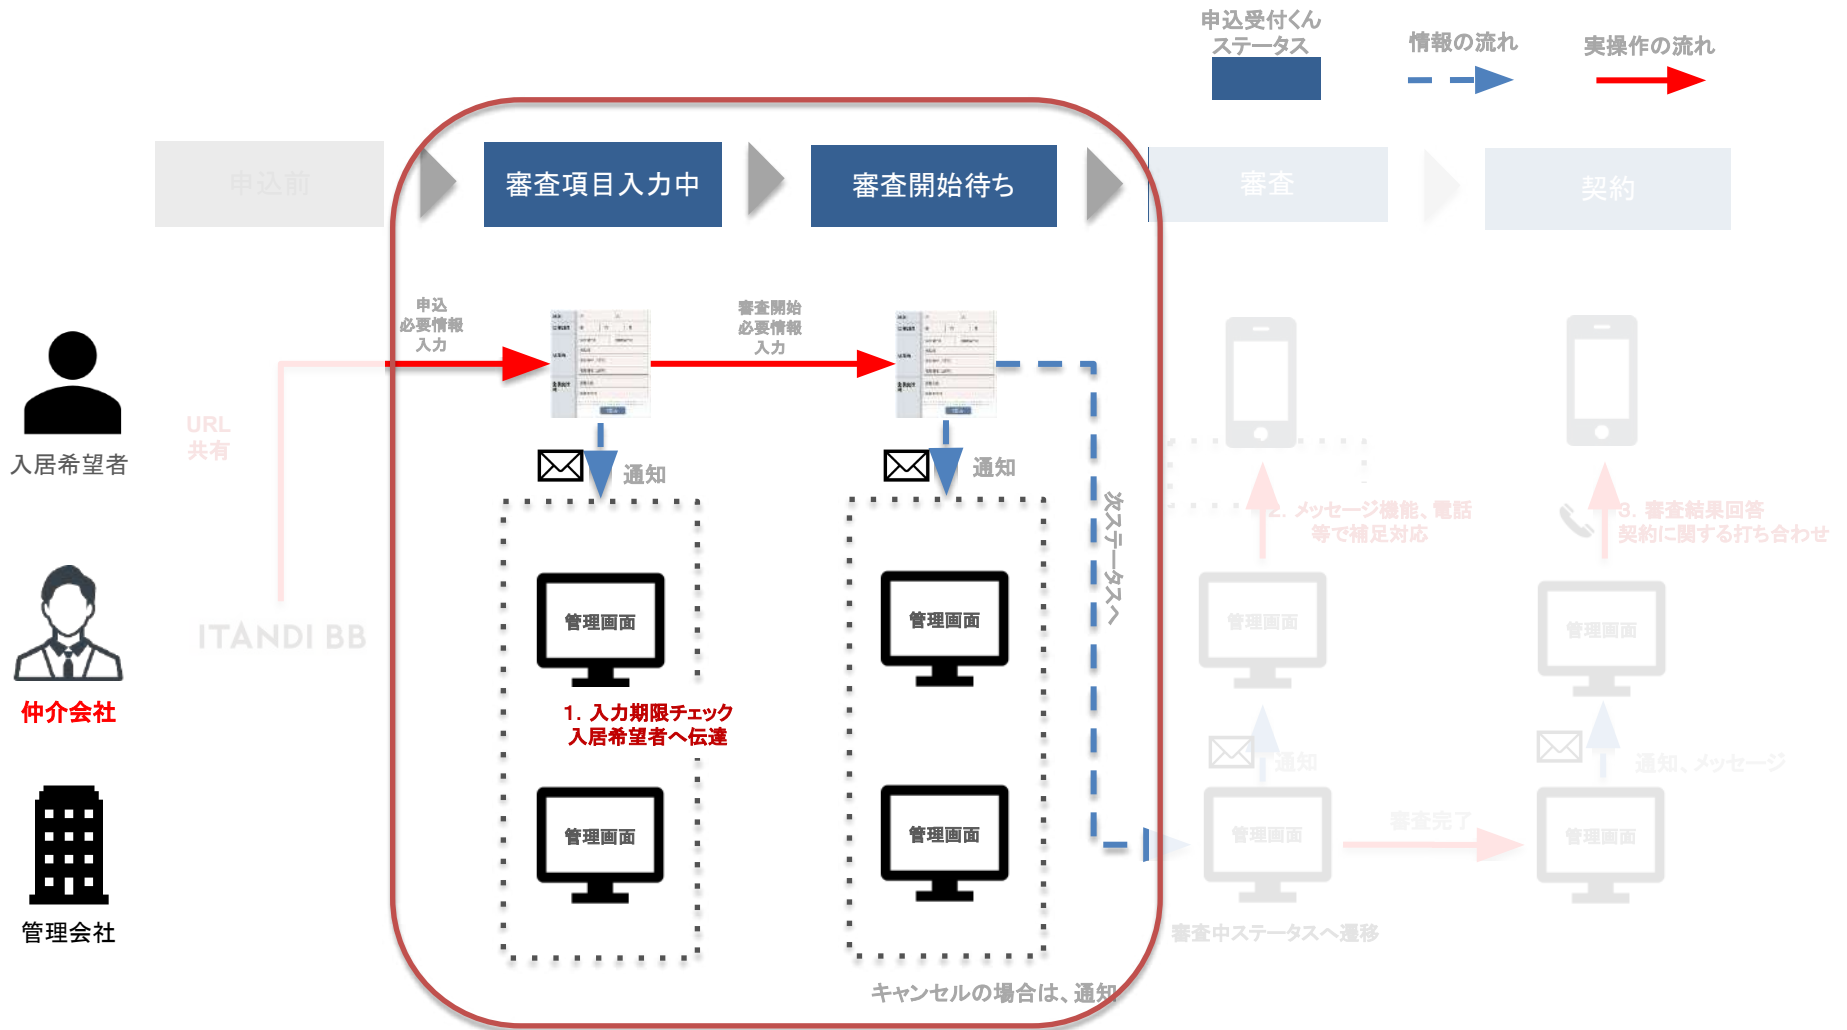 申込受付くん
ステータス
情報の流れ
実操作の流れ
申込前
審査項目入力中
審査開始待ち
審査
契約
申込
必要情報
入力
審査開始
必要情報
入力
入居希望者
URL
共有
通知
通知
次ステータスへ
2. メッセージ機能、電話
等で補足対応
3. 審査結果回答
契約に関する打ち合わせ
仲介会社
ITANDI BB
管理画面
管理画面
管理画面
管理画面
1. 入力期限チェック
入居希望者へ伝達
通知
通知、メッセージ
管理会社
管理画面
管理画面
管理画面
審査完了
管理画面
審査中ステータスへ遷移
キャンセルの場合は、通知